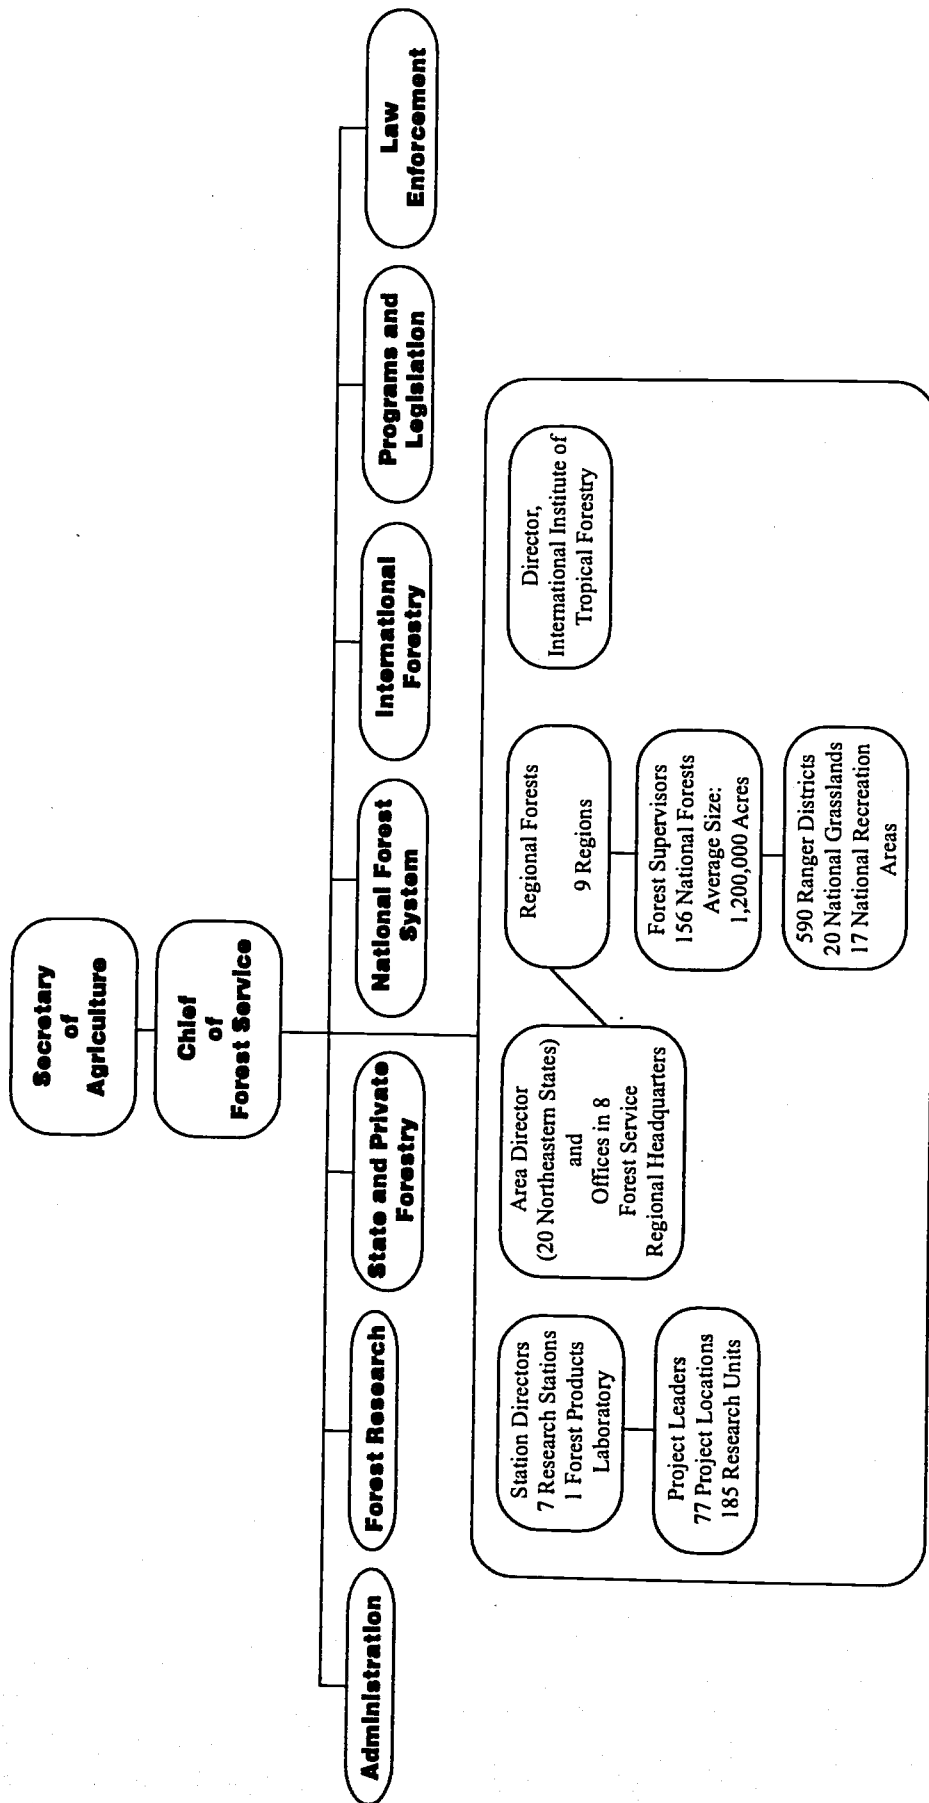 Secretary
of
Agriculture
Chief
of
Forest Service
Administration
Forest Research
State and Private
Forestry
National Forest
System
International
Forestry
Programs and
Legislation
Law
Enforcement
Station Directors
7 Research Stations
1 Forest Products
Laboratory
Project Leaders
77 Project Locations
185 Research Units
Area Director
(20 Northeastern States)
and
Offices in 8
Forest Service
Regional Headquarters
Regional Forests
9 Regions
Forest Supervisors
156 National Forests
Average Size:
1,200,000 Acres
590 Ranger Districts
20 National Grasslands
17 National Recreation
Areas
Director,
International Institute of
Tropical Forestry